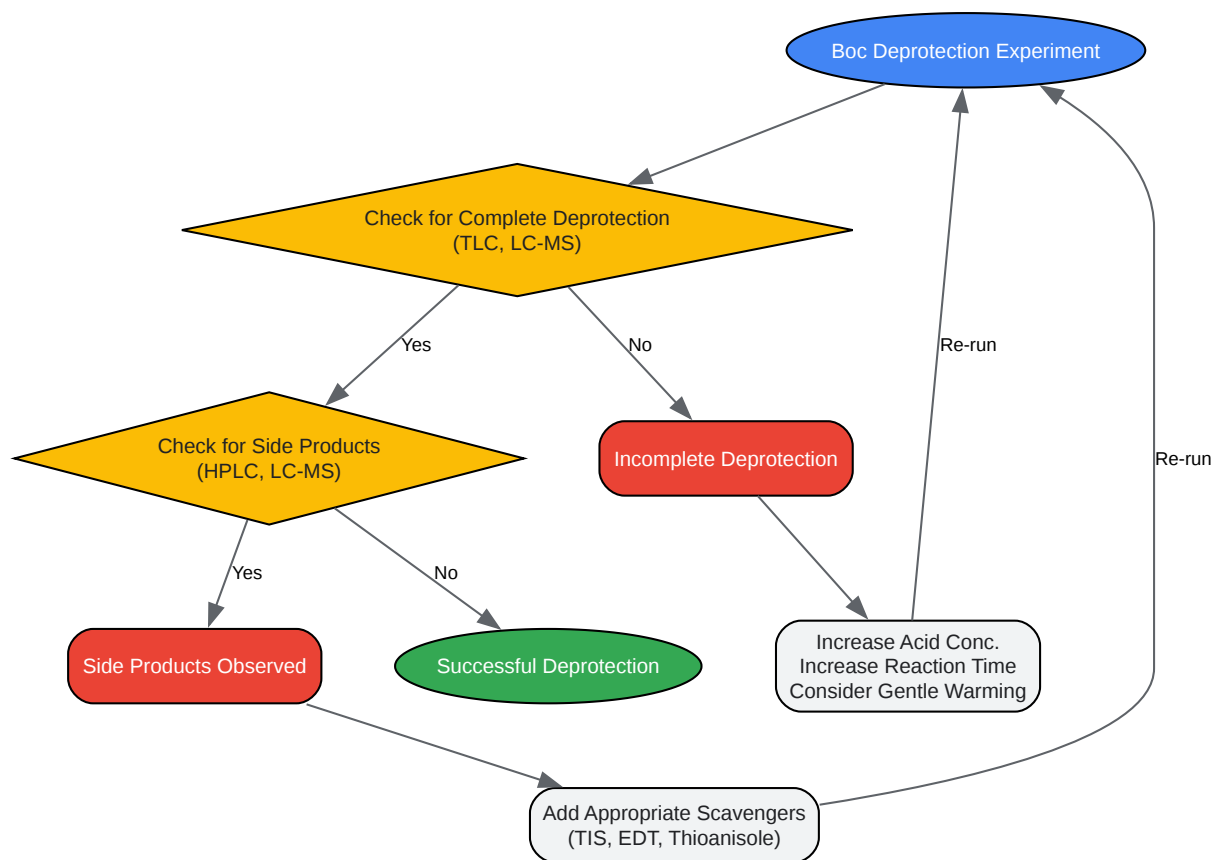 Boc Deprotection Experiment
Check for Complete Deprotection
(TLC, LC-MS)
Yes
No
Re-run
Check for Side Products
(HPLC, LC-MS)
Incomplete Deprotection
Re-run
Yes
No
Side Products Observed
Successful Deprotection
Increase Acid Conc.
Increase Reaction Time
Consider Gentle Warming
Add Appropriate Scavengers
(TIS, EDT, Thioanisole)